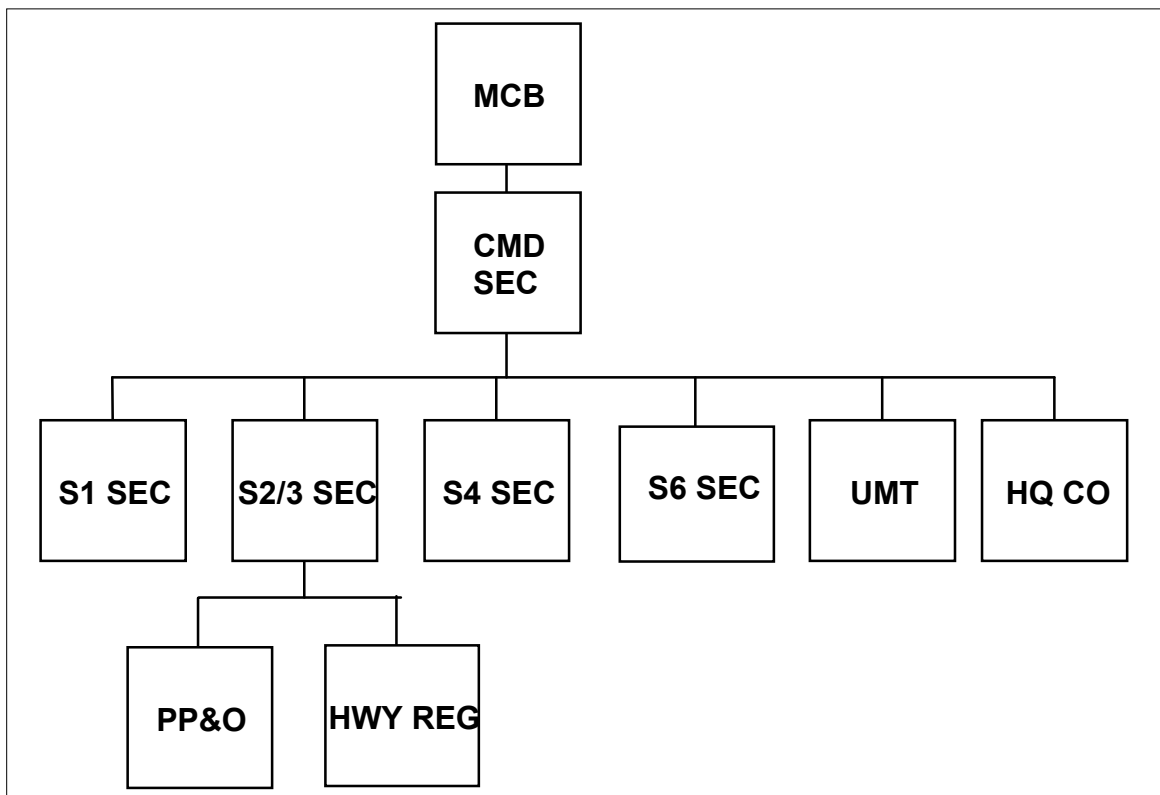 MCB
CMD
SEC
S1 SEC
S2/3 SEC
S4 SEC
S6 SEC
UMT
HQ CO
PP&O
HWY REG